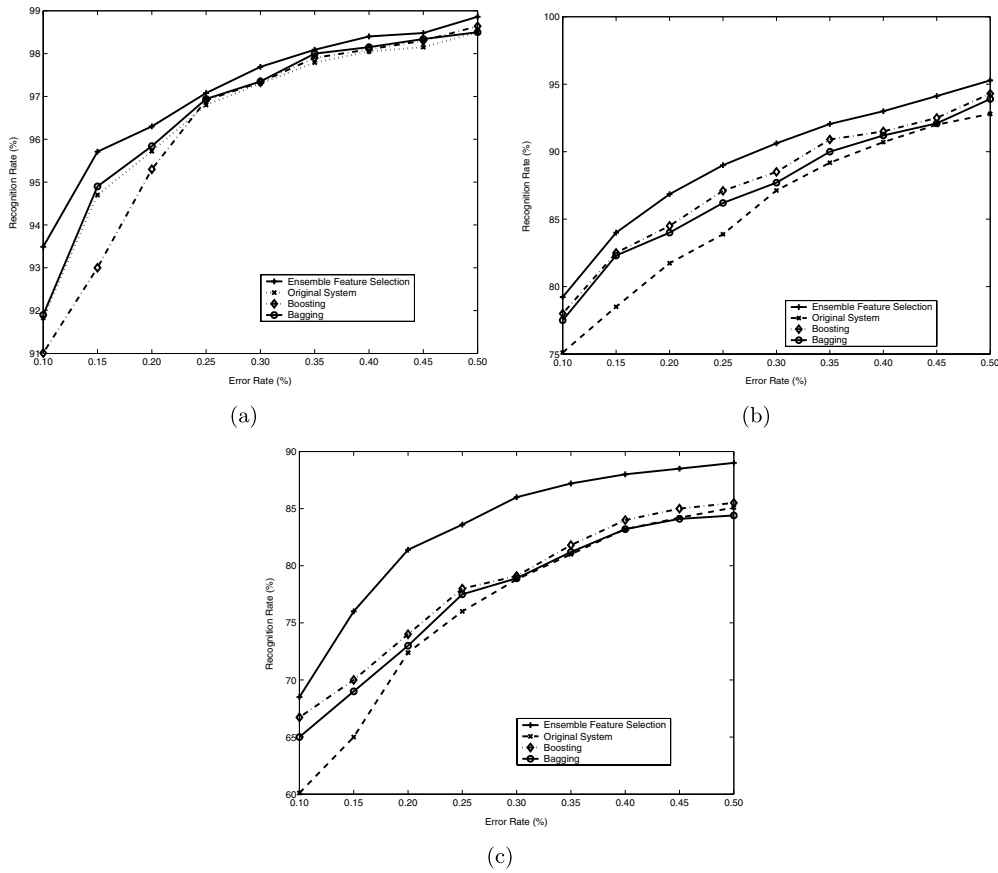 99
98
97
96
95
94
93
92
91
Recognition Rate (%)
0.10 0.15 0.20 0.25 0.30 0.35 0.40 0.45 0.50
Error Rate (%)
Ensemble Feature Selection
Original System
Boosting
Bagging
(a)
100
95
90
85
80
75
Recognition Rate (%)
0.10 0.15 0.20 0.25 0.30 0.35 0.40 0.45 0.50
Error Rate (%)
Ensemble Feature Selection
Original System
Boosting
Bagging
(b)
90
85
80
75
70
65
60
Recognition Rate (%)
0.10 0.15 0.20 0.25 0.30 0.35 0.40 0.45 0.50
Error Rate (%)
Ensemble Feature Selection
Original System
Boosting
Bagging
(c)